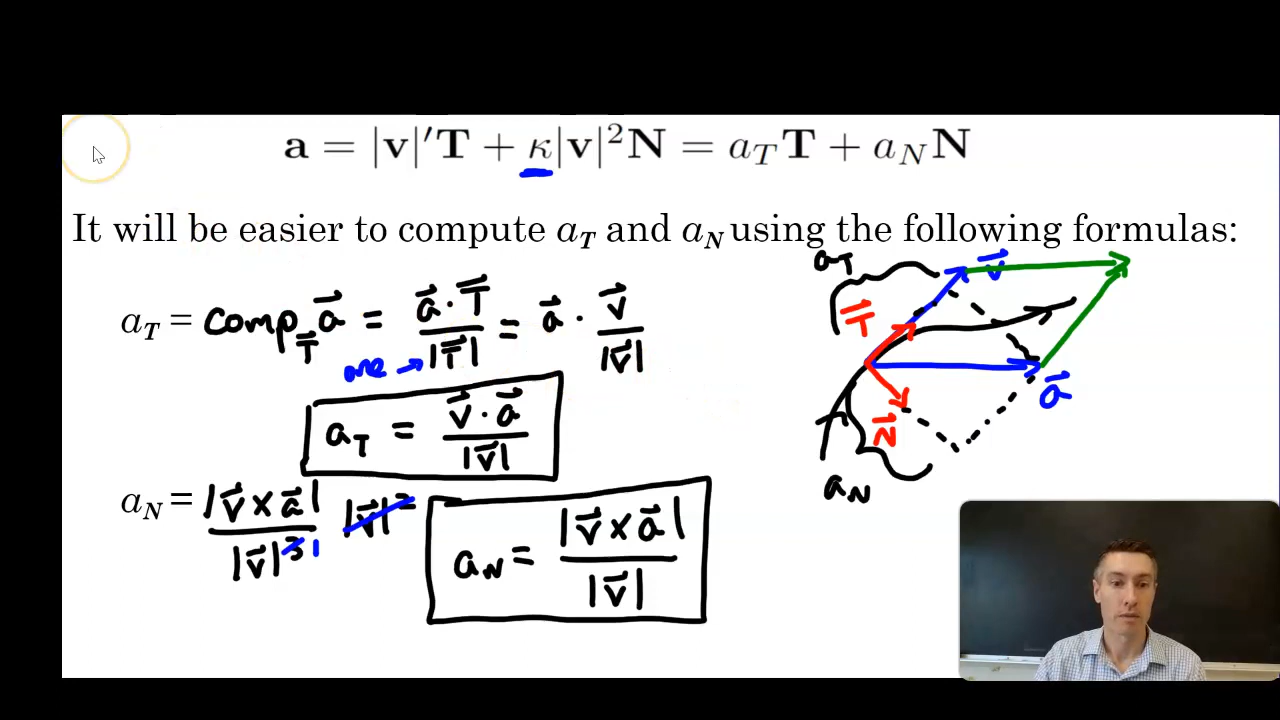 a = |v|′T + κ|v|²N = a_T T + a_N N
It will be easier to compute a_T and a_N using the following formulas:
a_T = comp_T⃗ a⃗ = a⃗ · T⃗ / |T⃗| = a⃗ · v⃗ / |v⃗|
one →
a_T = v⃗ · a⃗ / |v⃗|
a_N = |v⃗ × a⃗| / |v⃗|³ 1 |v⃗|²
a_N = |v⃗ × a⃗| / |v⃗|
a_T
v⃗
T⃗
a⃗
N⃗
a_N